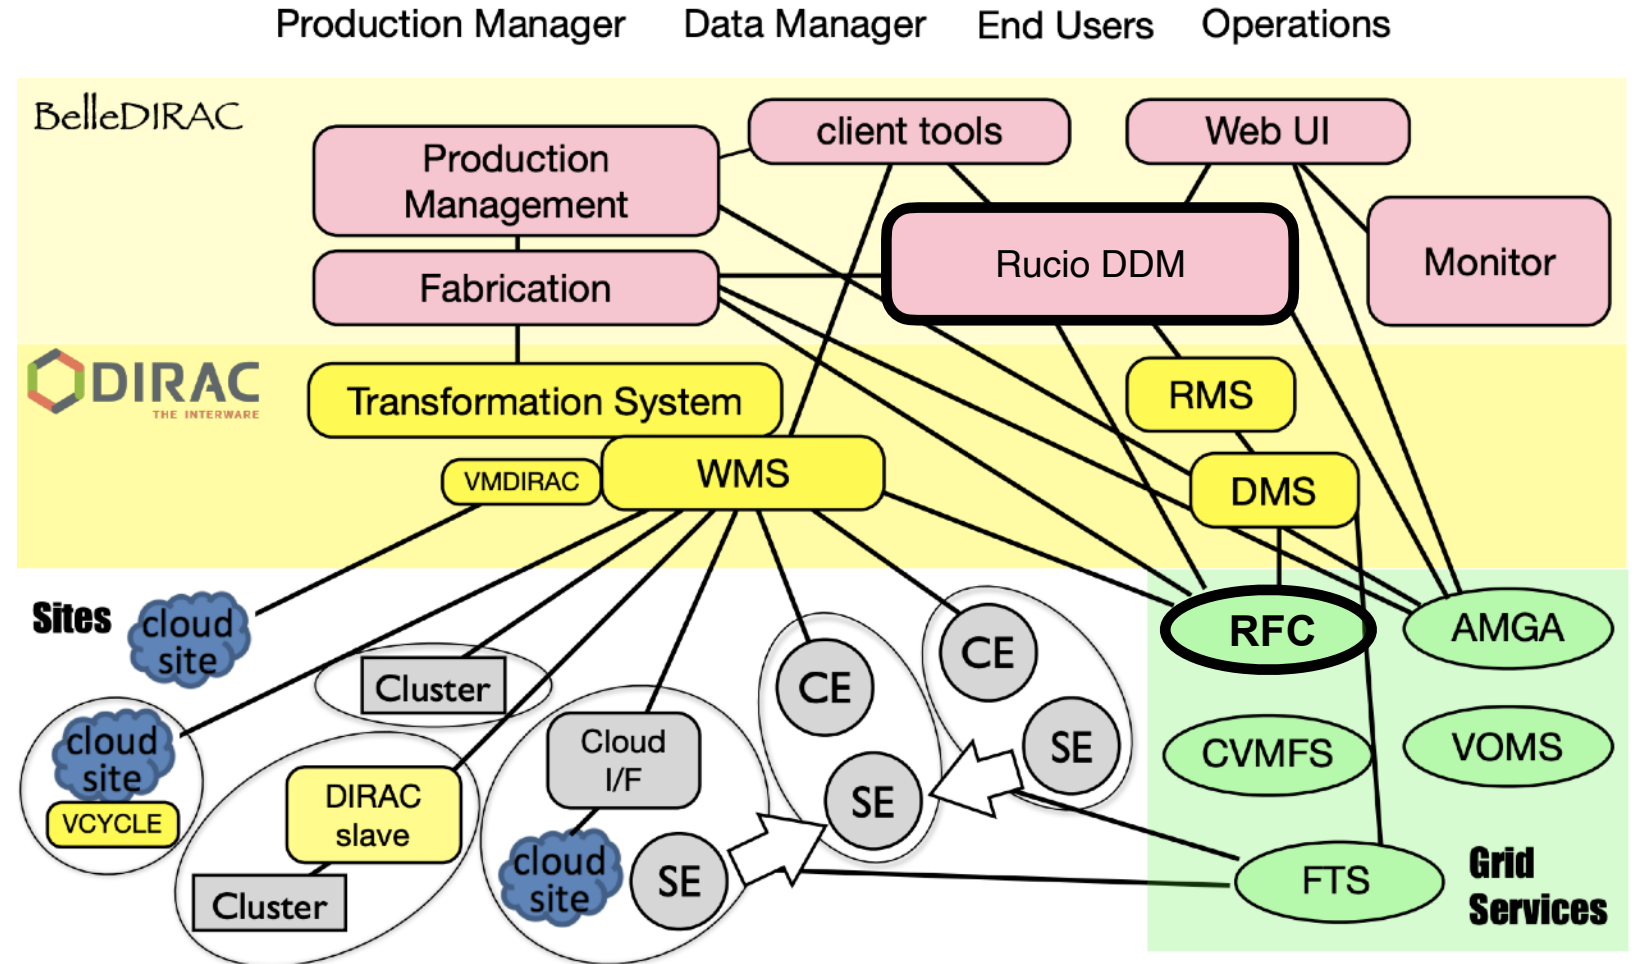 Production Manager Data Manager End Users Operations
BelleDIRAC
client tools
Web UI
Production
Management
Rucio DDM
Monitor
Fabrication
DIRAC
THE INTERWARE
Transformation System
RMS
VMDIRAC
WMS
DMS
Sites
cloud
site
Cluster
CE
CE
RFC
AMGA
cloud
site
VCYCLE
DIRAC
slave
Cluster
Cloud
I/F
cloud
site
SE
SE
SE
CVMFS
VOMS
FTS
Grid
Services